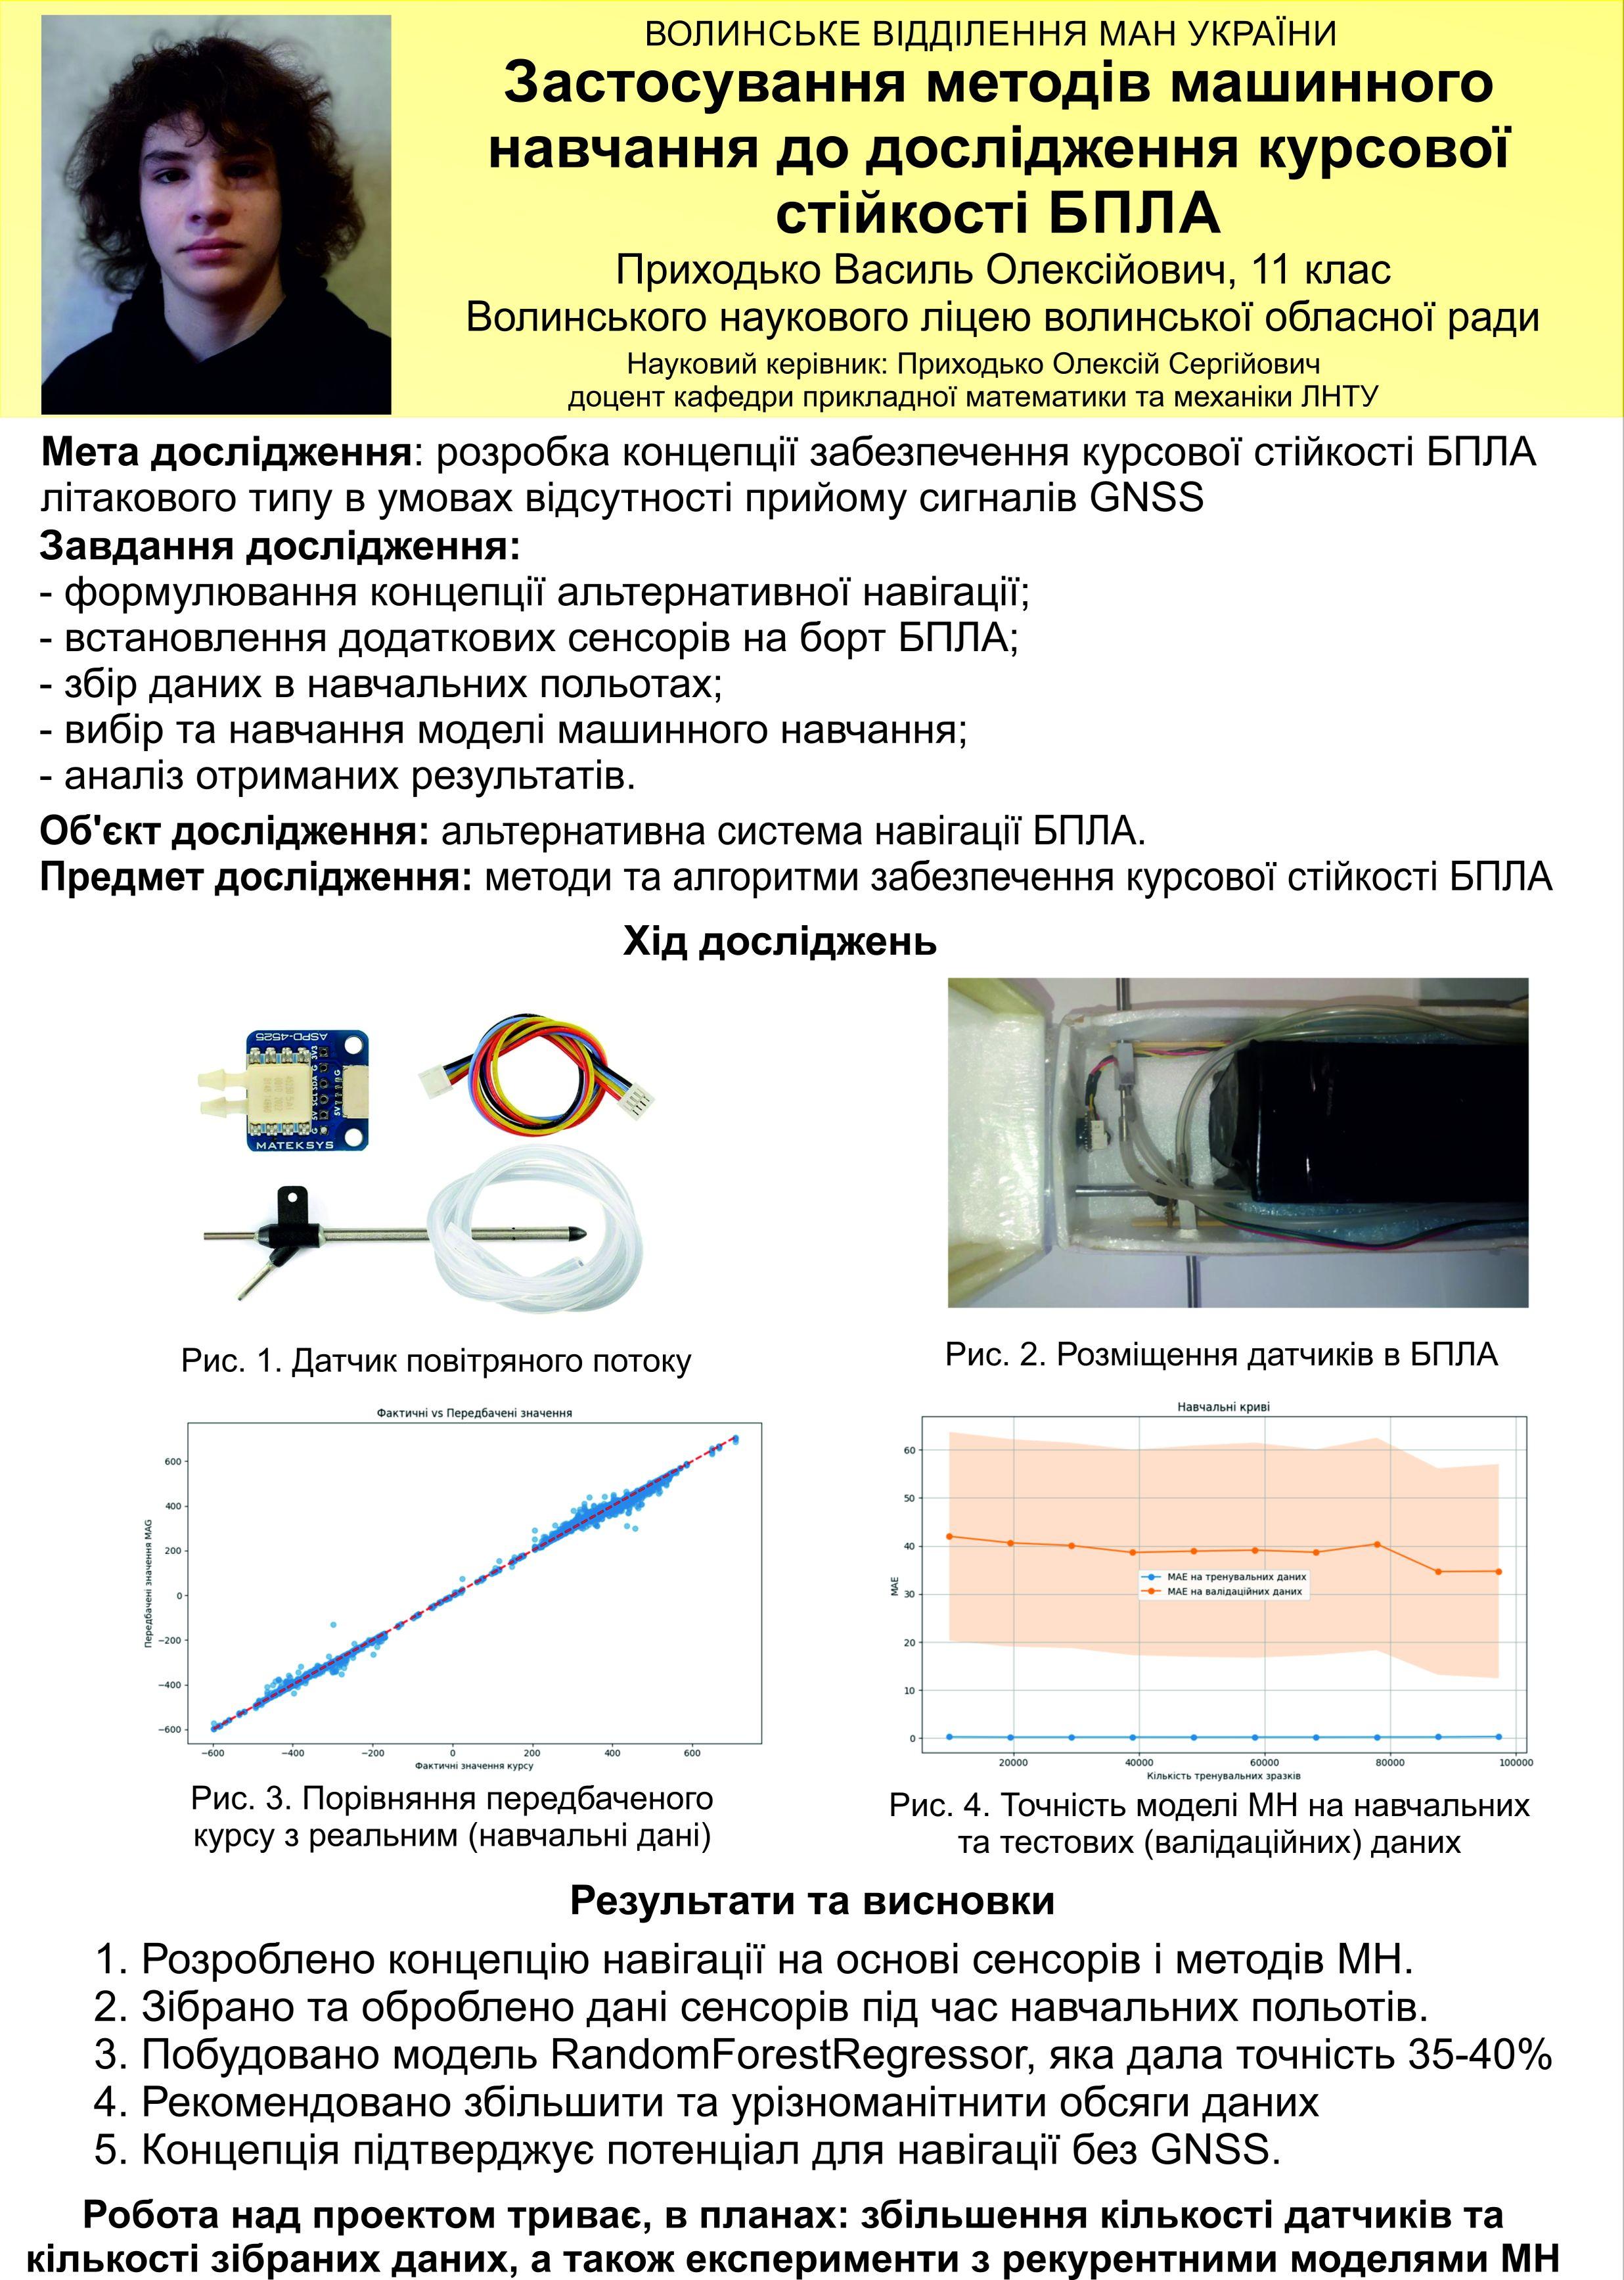 ВОЛИНСЬКЕ ВІДДІЛЕННЯ МАН УКРАЇНИ
Застосування методів машинного
навчання до дослідження курсової
стійкості БПЛА
Приходько Василь Олексійович, 11 клас
Волинського наукового ліцею волинської обласної ради
Науковий керівник: Приходько Олексій Сергійович
доцент кафедри прикладної математики та механіки ЛНТУ
Мета дослідження: розробка концепції забезпечення курсової стійкості БПЛА
літакового типу в умовах відсутності прийому сигналів GNSS
Завдання дослідження:
- формулювання концепції альтернативної навігації;
- встановлення додаткових сенсорів на борт БПЛА;
- збір даних в навчальних польотах;
- вибір та навчання моделі машинного навчання;
- аналіз отриманих результатів.
Об'єкт дослідження: альтернативна система навігації БПЛА.
Предмет дослідження: методи та алгоритми забезпечення курсової стійкості БПЛА
Хід досліджень
ASPD-4525
3V3
G
SDA
SCL
5V
G
MATEKSYS
Рис. 1. Датчик повітряного потоку
Рис. 2. Розміщення датчиків в БПЛА
Фактичні vs Передбачені значення
Передбачені значення MAG
600
400
200
0
−200
−400
−600
−600 −400 −200 0 200 400 600
Фактичні значення курсу
Рис. 3. Порівняння передбаченого
курсу з реальним (навчальні дані)
Навчальні криві
MAE
60
50
40
30
20
10
0
MAE на тренувальних даних
MAE на валідаційних даних
20000 40000 60000 80000 100000
Кількість тренувальних зразків
Рис. 4. Точність моделі МН на навчальних
та тестових (валідаційних) даних
Результати та висновки
1. Розроблено концепцію навігації на основі сенсорів і методів МН.
2. Зібрано та оброблено дані сенсорів під час навчальних польотів.
3. Побудовано модель RandomForestRegressor, яка дала точність 35-40%
4. Рекомендовано збільшити та урізноманітнити обсяги даних
5. Концепція підтверджує потенціал для навігації без GNSS.
Робота над проектом триває, в планах: збільшення кількості датчиків та
кількості зібраних даних, а також експерименти з рекурентними моделями МН